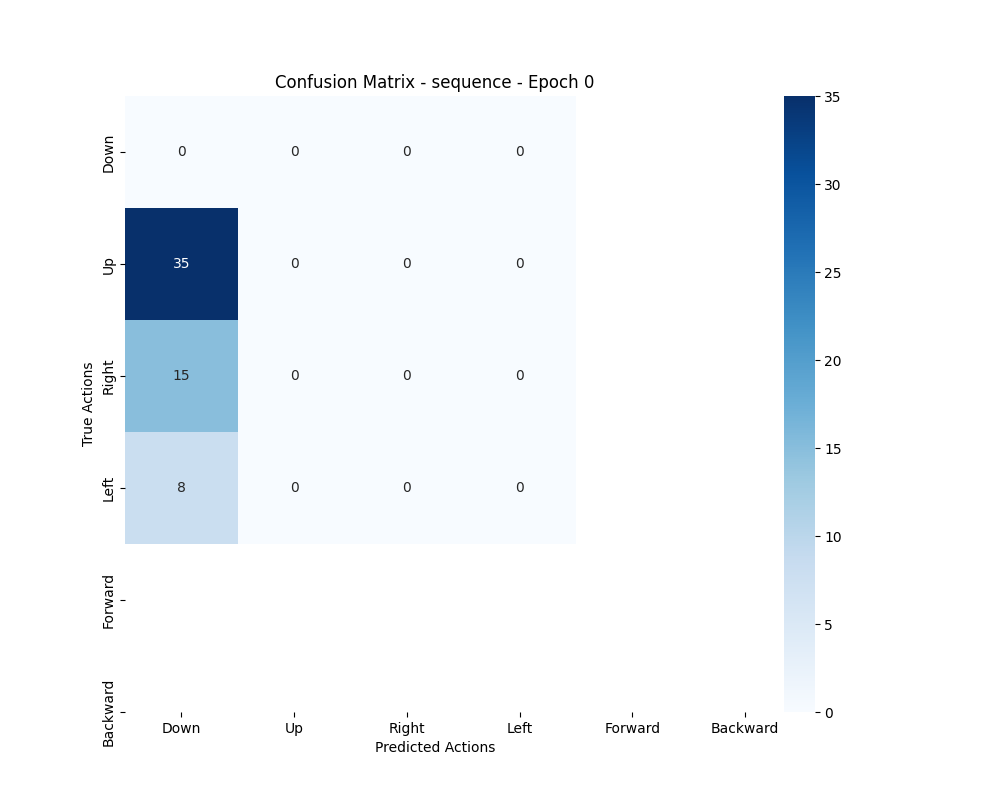 Confusion Matrix - sequence - Epoch 0
True Actions
Down 0 0 0 0
Up 35 0 0 0
Right 15 0 0 0
Left 8 0 0 0
Forward
Backward
Down Up Right Left Forward Backward
Predicted Actions
35
30
25
20
15
10
5
0